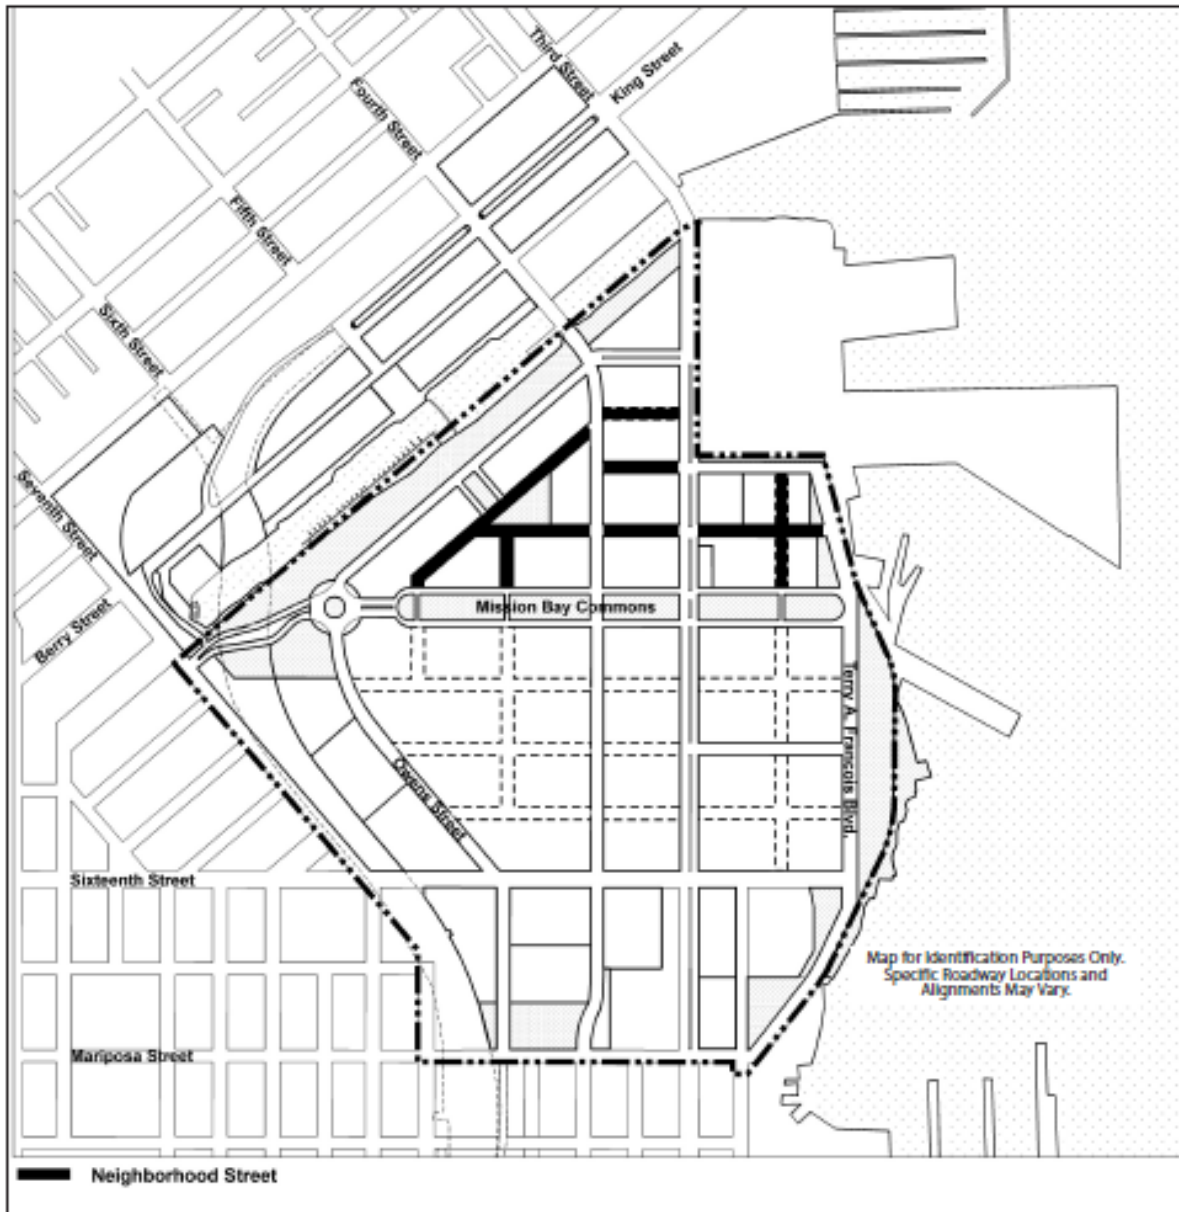 Third Street
King Street
Fourth Street
Fifth Street
Sixth Street
Seventh Street
Berry Street
Mission Bay Commons
Terry A. Francois Blvd.
Owens Street
Sixteenth Street
Map for Identification Purposes Only.
Specific Roadway Locations and
Alignments May Vary.
Mariposa Street
Neighborhood Street